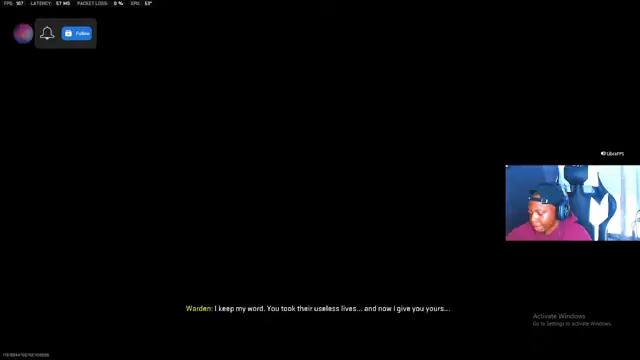 FPS: 107 LATENCY: 57 MS PACKET LOSS: 0 % GPU: 53°
Follow
LibraFPS
Warden: I keep my word. You took their useless lives... and now I give you yours...
Activate Windows
Go to Settings to activate Windows.